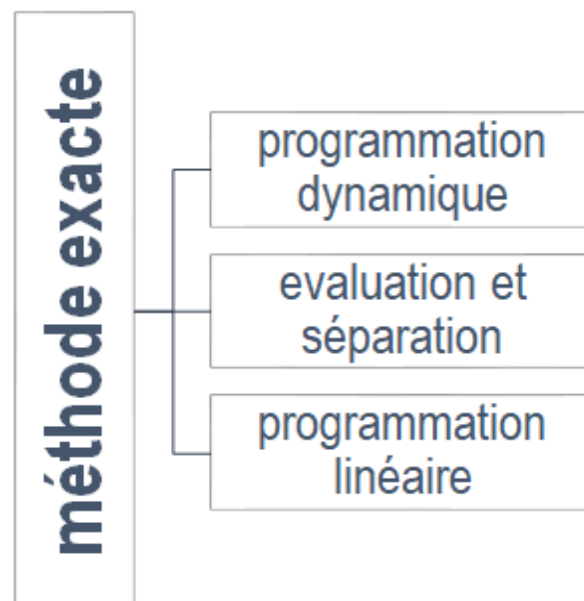 méthode exacte
programmation
dynamique
evaluation et
séparation
programmation
linéaire